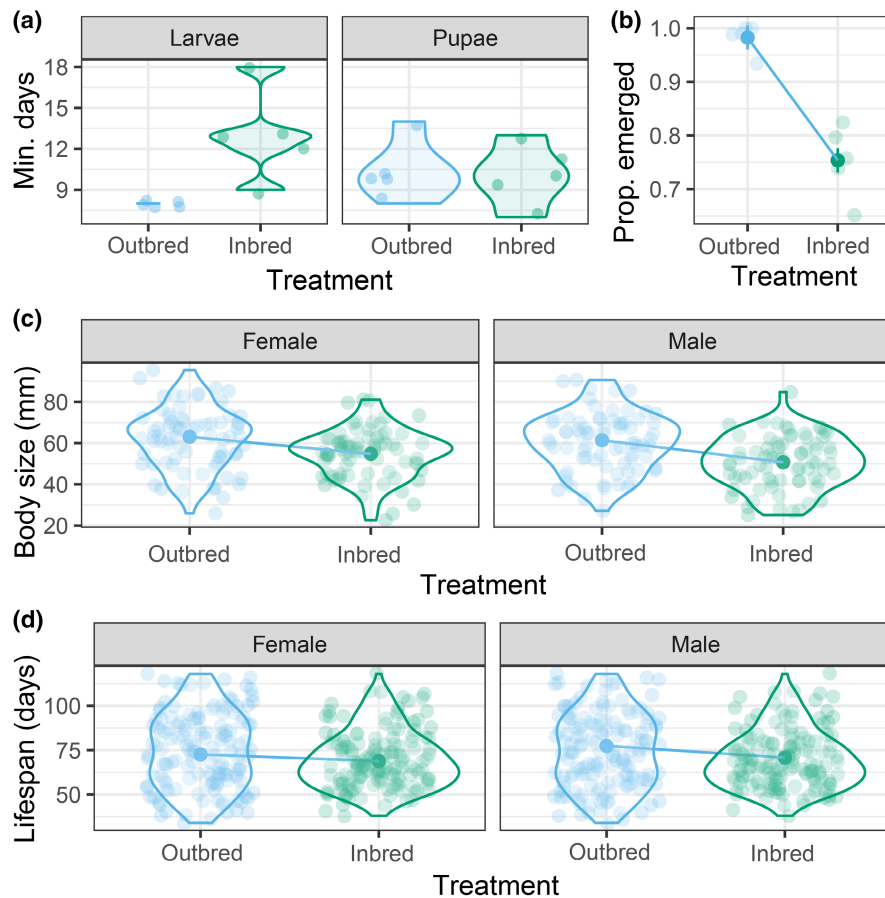 (a)
Larvae
Pupae
Min. days
18
15
12
9
Outbred
Inbred
Outbred
Inbred
Treatment
(b)
Prop. emerged
1.0
0.9
0.8
0.7
Outbred
Inbred
Treatment
(c)
Female
Male
Body size (mm)
80
60
40
20
Outbred
Inbred
Outbred
Inbred
Treatment
(d)
Female
Male
Lifespan (days)
100
75
50
Outbred
Inbred
Outbred
Inbred
Treatment